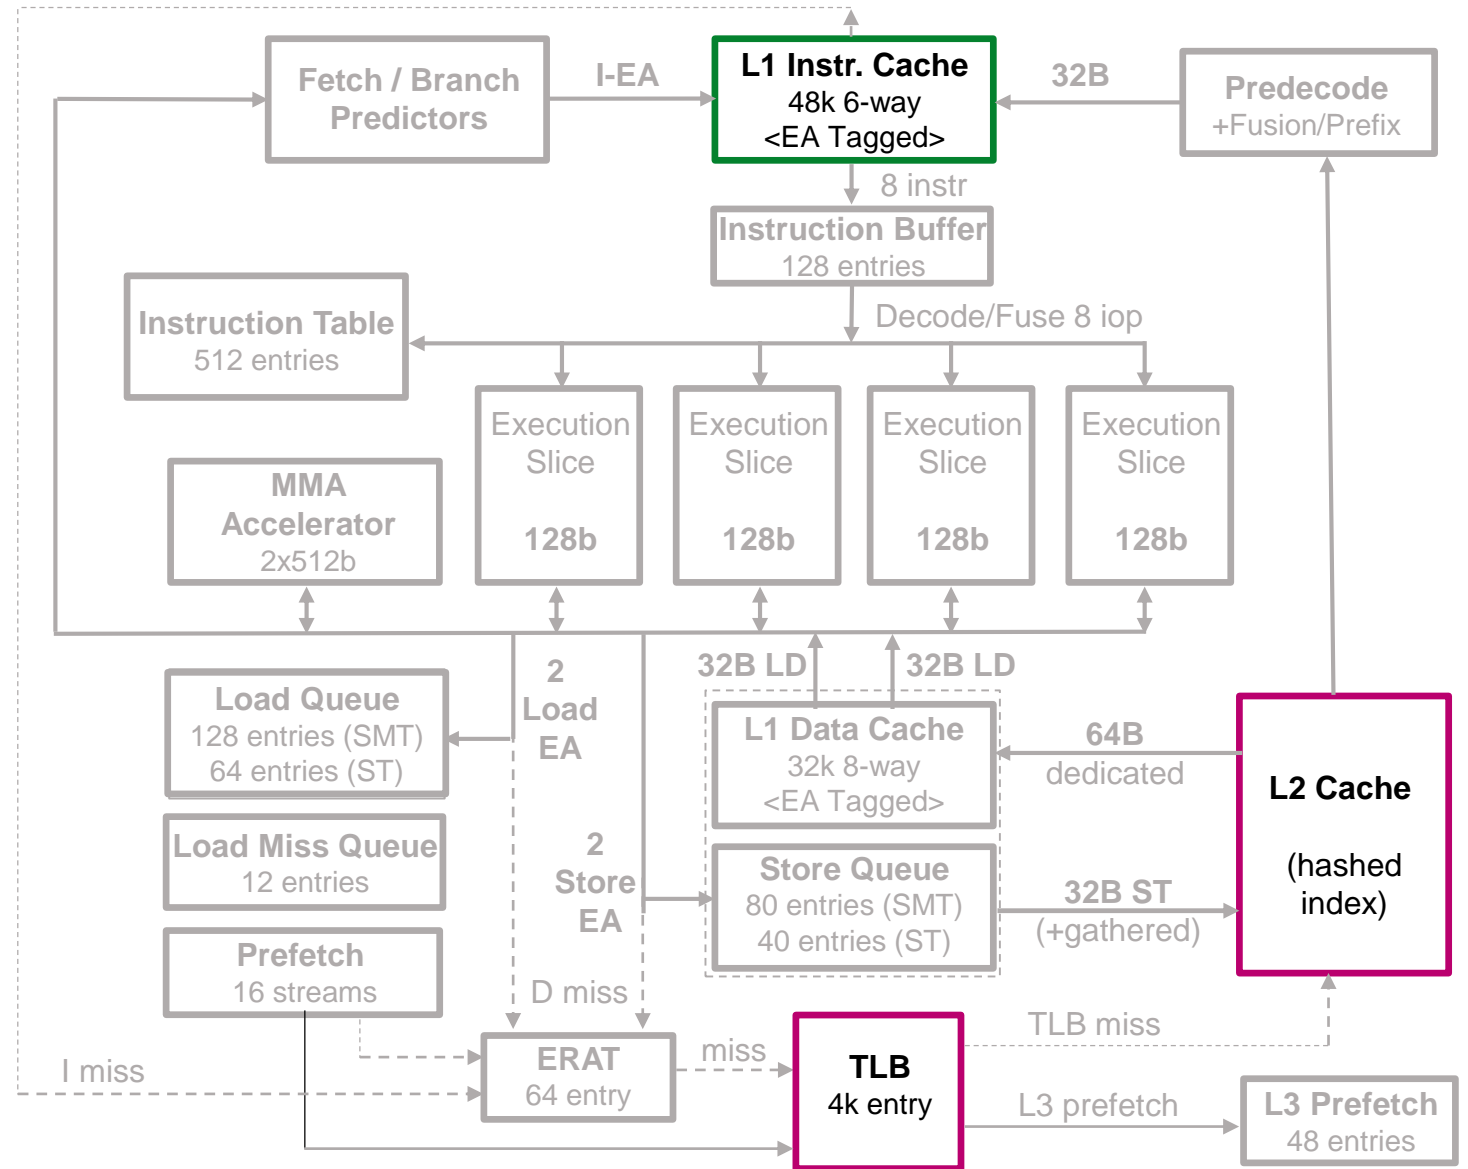 Fetch / Branch
Predictors
I-EA
L1 Instr. Cache
48k 6-way
<EA Tagged>
32B
Predecode
+Fusion/Prefix
8 instr
Instruction Buffer
128 entries
Decode/Fuse 8 iop
Instruction Table
512 entries
Execution
Slice
128b
Execution
Slice
128b
Execution
Slice
128b
Execution
Slice
128b
MMA
Accelerator
2x512b
2
Load
EA
32B LD
32B LD
Load Queue
128 entries (SMT)
64 entries (ST)
L1 Data Cache
32k 8-way
<EA Tagged>
64B
dedicated
L2 Cache
(hashed
index)
Load Miss Queue
12 entries
2
Store
EA
Store Queue
80 entries (SMT)
40 entries (ST)
32B ST
(+gathered)
Prefetch
16 streams
D miss
I miss
ERAT
64 entry
miss
TLB
4k entry
TLB miss
L3 prefetch
L3 Prefetch
48 entries